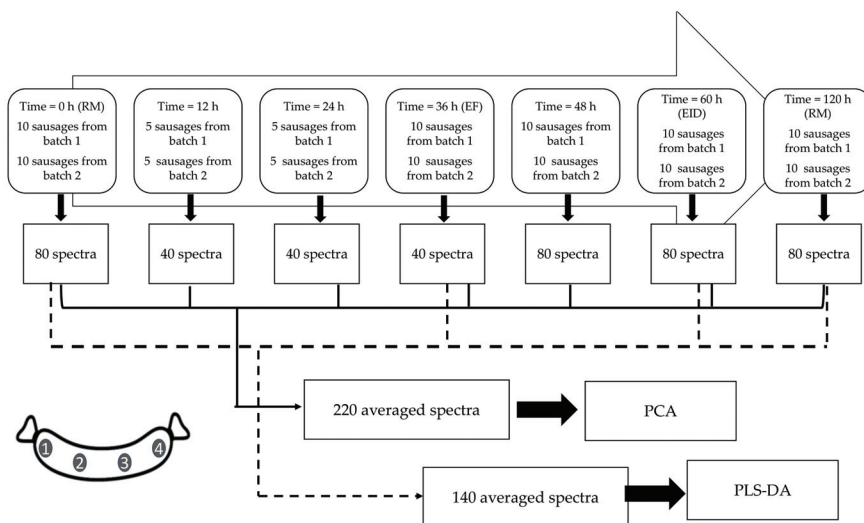 Time = 0 h (RM)
10 sausages from
batch 1
10 sausages from
batch 2
Time = 12 h
5 sausages from
batch 1
5 sausages from
batch 2
Time = 24 h
5 sausages from
batch 1
5 sausages from
batch 2
Time = 36 h (EF)
10 sausages
from batch 1
10 sausages
from batch 2
Time = 48 h
10 sausages from
batch 1
10 sausages
from batch 2
Time = 60 h
(EID)
10 sausages
from batch 1
10 sausages
from batch 2
Time = 120 h
(RM)
10 sausages
from batch 1
10 sausages
from batch 2
80 spectra
40 spectra
40 spectra
40 spectra
80 spectra
80 spectra
80 spectra
220 averaged spectra
PCA
1
2
3
4
140 averaged spectra
PLS-DA